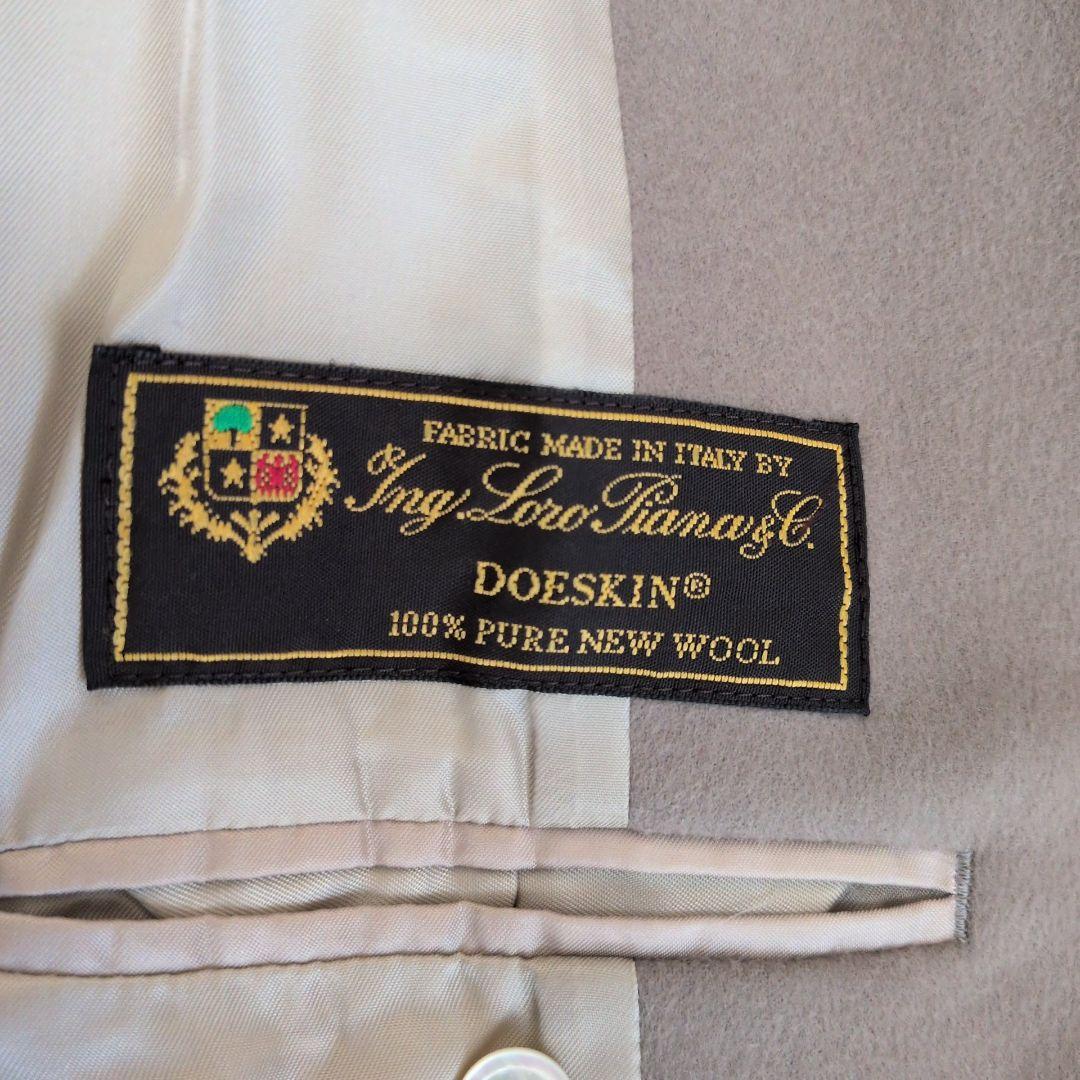 FABRIC MADE IN ITALY BY
Ing. Loro Piana & C.
DOESKIN®
100% PURE NEW WOOL